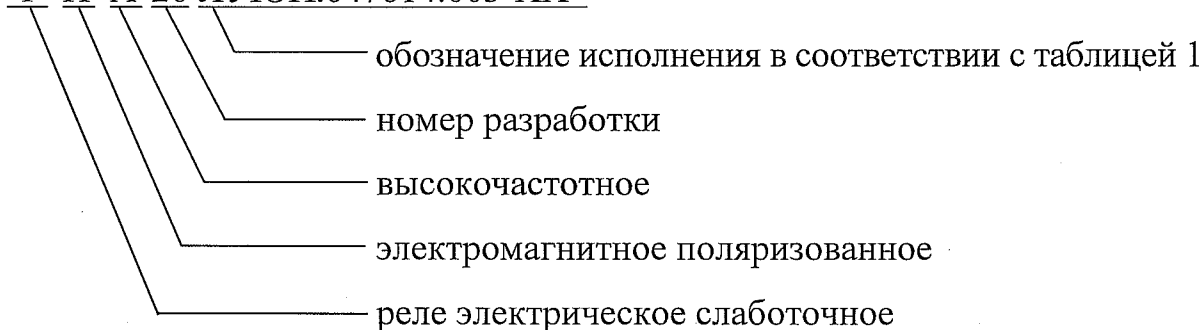 обозначение исполнения в соответствии с таблицей 1
номер разработки
высокочастотное
электромагнитное поляризованное
реле электрическое слаботочное